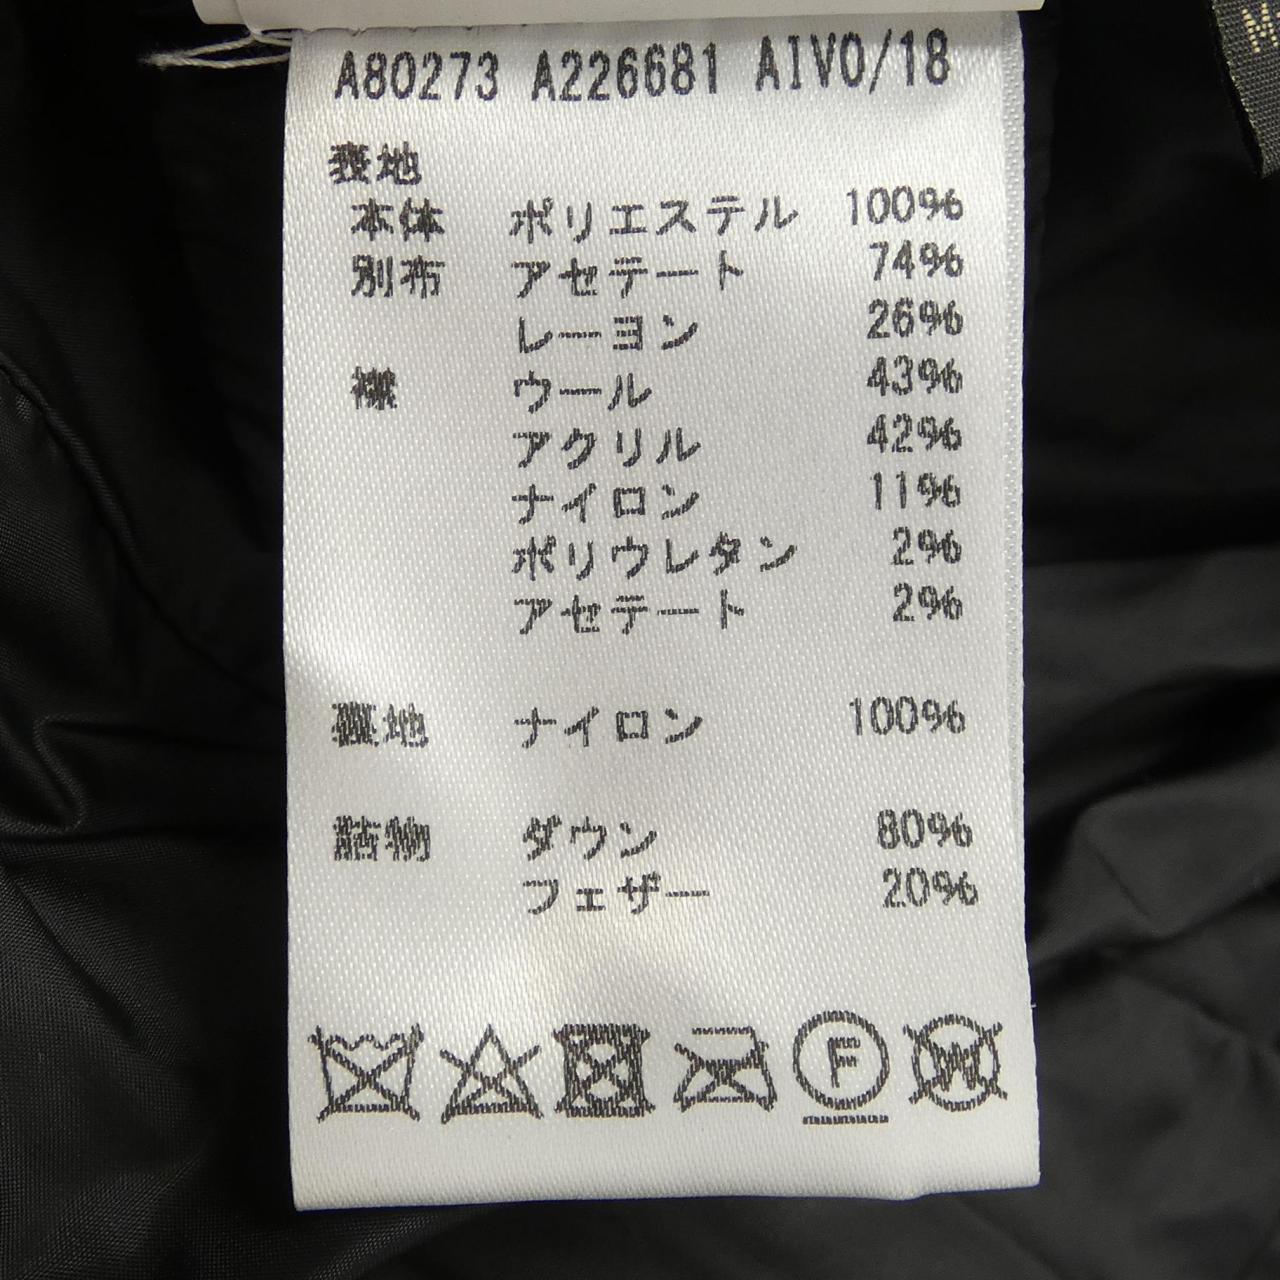 A80273 A226681 AIVO/18
表地
本体 ポリエステル 100%
別布 アセテート 74%
レーヨン 26%
襟 ウール 43%
アクリル 42%
ナイロン 11%
ポリウレタン 2%
アセテート 2%
裏地 ナイロン 100%
詰物 ダウン 80%
フェザー 20%
F W